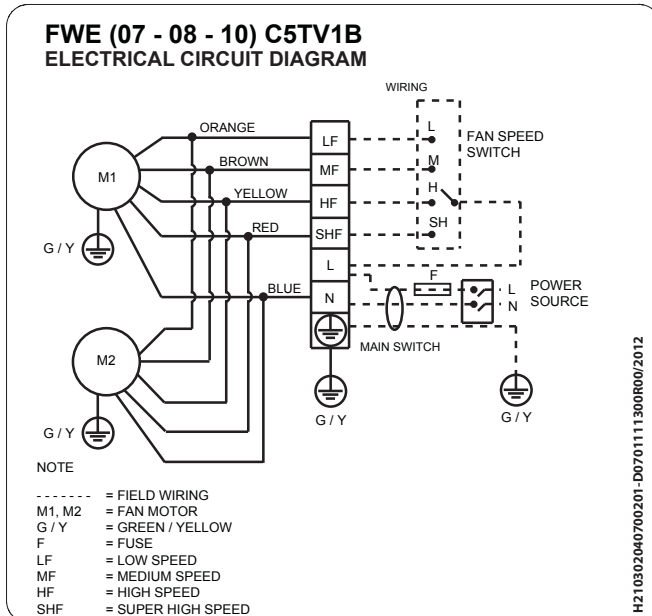 FWE (07 - 08 - 10) C5TV1B
ELECTRICAL CIRCUIT DIAGRAM
WIRING
ORANGE
BROWN
YELLOW
RED
BLUE
M1
G / Y
M2
G / Y
LF
MF
HF
SHF
L
N
G / Y
L
M
H
SH
FAN SPEED
SWITCH
F
L
N
POWER
SOURCE
MAIN SWITCH
G / Y
NOTE
- - - - - - - = FIELD WIRING
M1, M2 = FAN MOTOR
G / Y = GREEN / YELLOW
F = FUSE
LF = LOW SPEED
MF = MEDIUM SPEED
HF = HIGH SPEED
SHF = SUPER HIGH SPEED
H210302040700201-D0701111300R00/2012